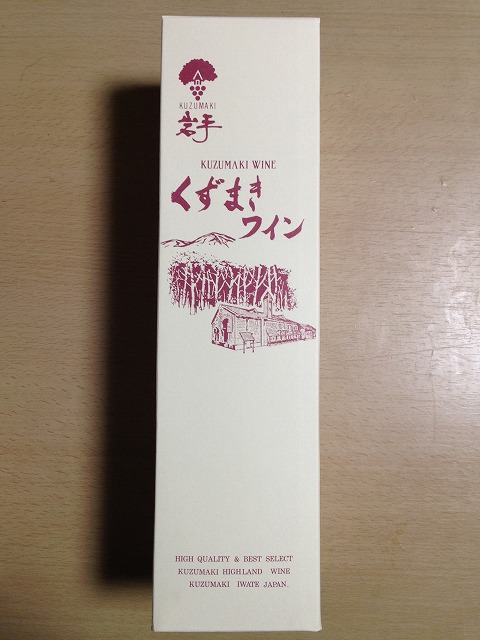 KUZUMAKI
岩手
KUZUMAKI WINE
くずまき
ワイン
HIGH QUALITY & BEST SELECT
KUZUMAKI HIGHLAND WINE
KUZUMAKI IWATE JAPAN.